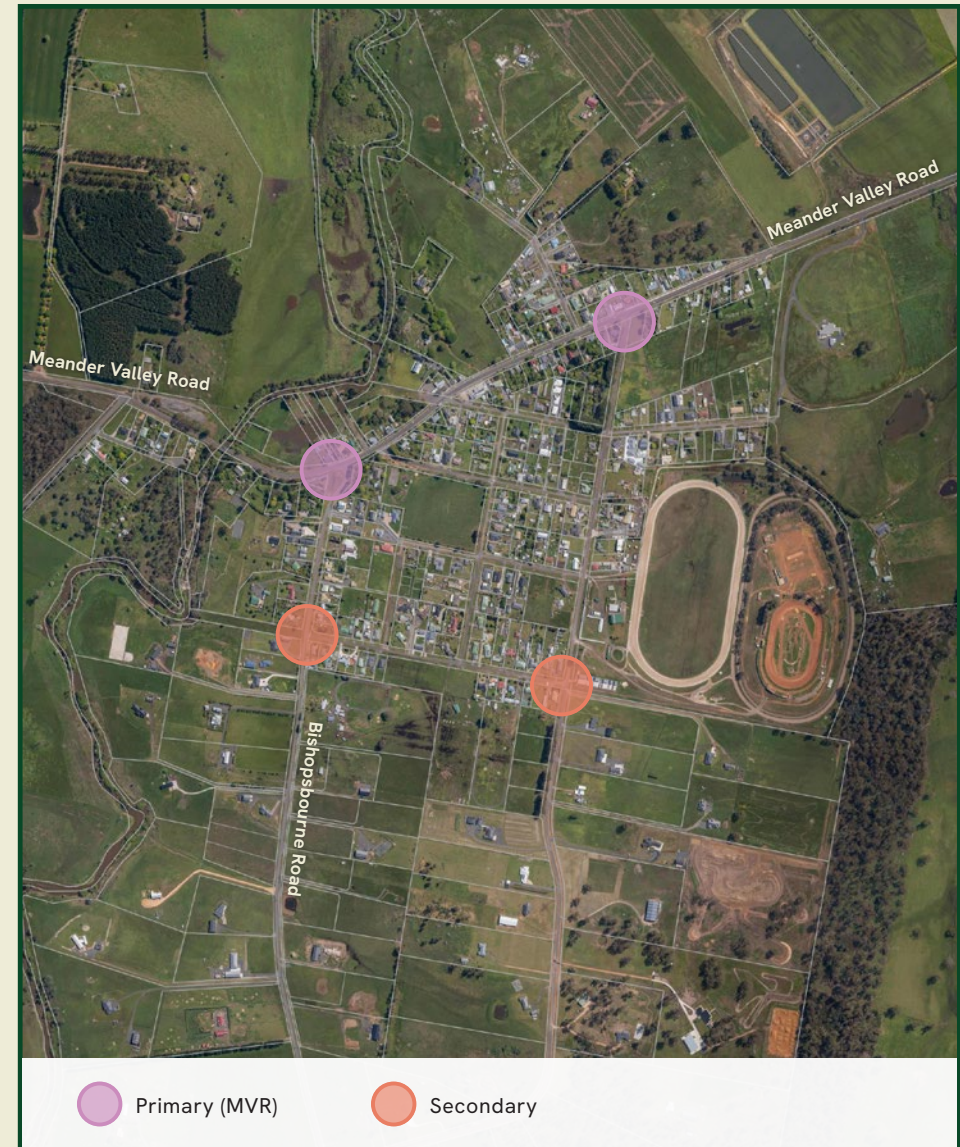 Meander Valley Road
Meander Valley Road
Bishopsbourne Road
Primary (MVR)
Secondary